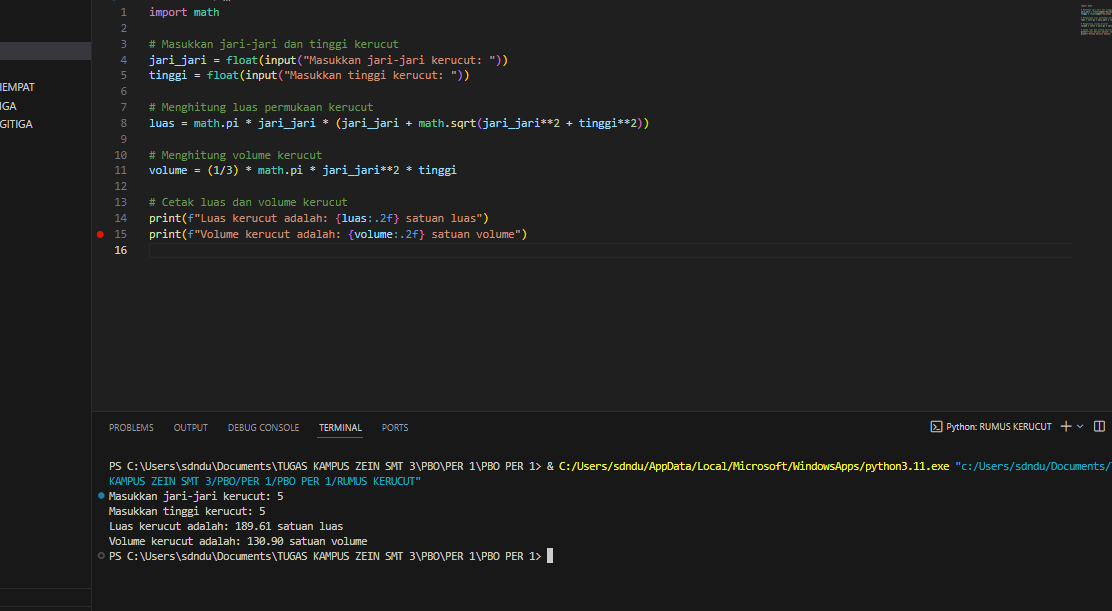 1 import math
2
3 # Masukkan jari-jari dan tinggi kerucut
4 jari_jari = float(input("Masukkan jari-jari kerucut: "))
5 tinggi = float(input("Masukkan tinggi kerucut: "))
6
7 # Menghitung luas permukaan kerucut
8 luas = math.pi * jari_jari * (jari_jari + math.sqrt(jari_jari**2 + tinggi**2))
9
10 # Menghitung volume kerucut
11 volume = (1/3) * math.pi * jari_jari**2 * tinggi
12
13 # Cetak luas dan volume kerucut
14 print(f"Luas kerucut adalah: {luas:.2f} satuan luas")
15 print(f"Volume kerucut adalah: {volume:.2f} satuan volume")
16
IEMPAT
IGA
GITIGA
PROBLEMS OUTPUT DEBUG CONSOLE TERMINAL PORTS
Python: RUMUS KERUCUT
PS C:\Users\sdndu\Documents\TUGAS KAMPUS ZEIN SMT 3\PBO\PER 1\PBO PER 1> & C:/Users/sdndu/AppData/Local/Microsoft/WindowsApps/python3.11.exe "c:/Users/sdndu/Documents/
KAMPUS ZEIN SMT 3/PBO/PER 1/PBO PER 1/RUMUS KERUCUT"
Masukkan jari-jari kerucut: 5
Masukkan tinggi kerucut: 5
Luas kerucut adalah: 189.61 satuan luas
Volume kerucut adalah: 130.90 satuan volume
PS C:\Users\sdndu\Documents\TUGAS KAMPUS ZEIN SMT 3\PBO\PER 1\PBO PER 1>